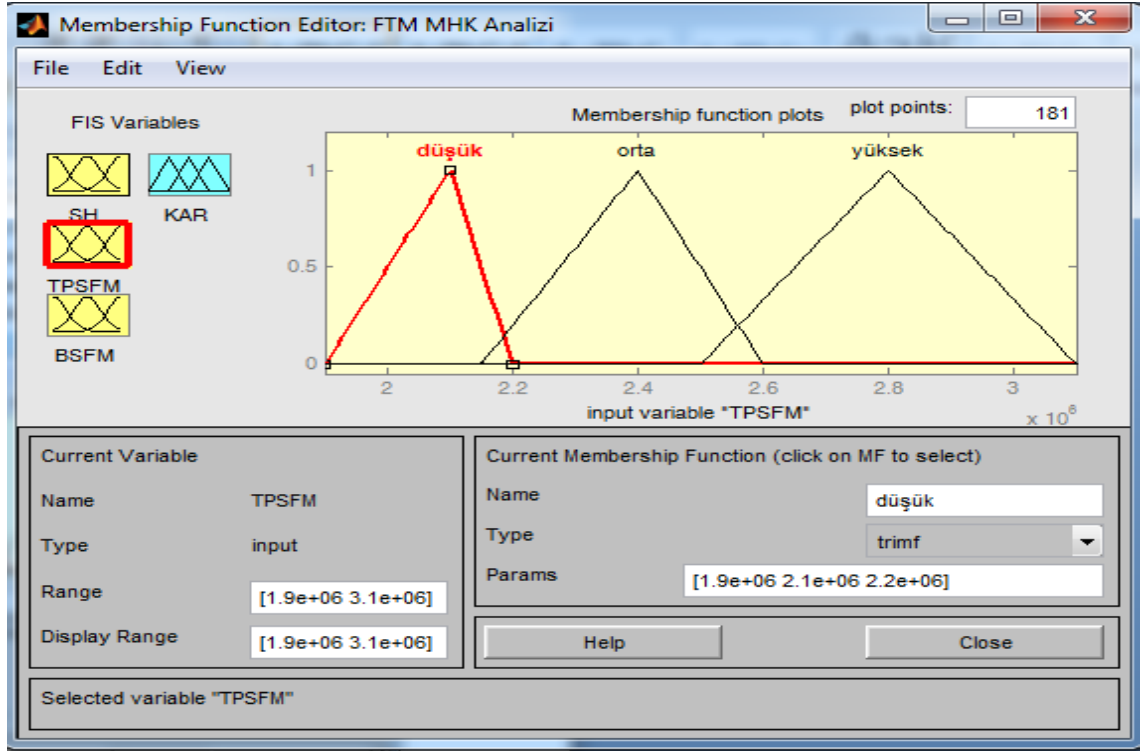 Membership Function Editor: FTM MHK Analizi
File Edit View
FIS Variables
Membership function plots plot points: 181
SH KAR
TPSFM
BSFM
düşük orta yüksek
1
0.5
0
2 2.2 2.4 2.6 2.8 3
input variable "TPSFM"
x 10^6
Current Variable
Name TPSFM
Type input
Range [1.9e+06 3.1e+06]
Display Range [1.9e+06 3.1e+06]
Current Membership Function (click on MF to select)
Name düşük
Type trimf
Params [1.9e+06 2.1e+06 2.2e+06]
Help Close
Selected variable "TPSFM"